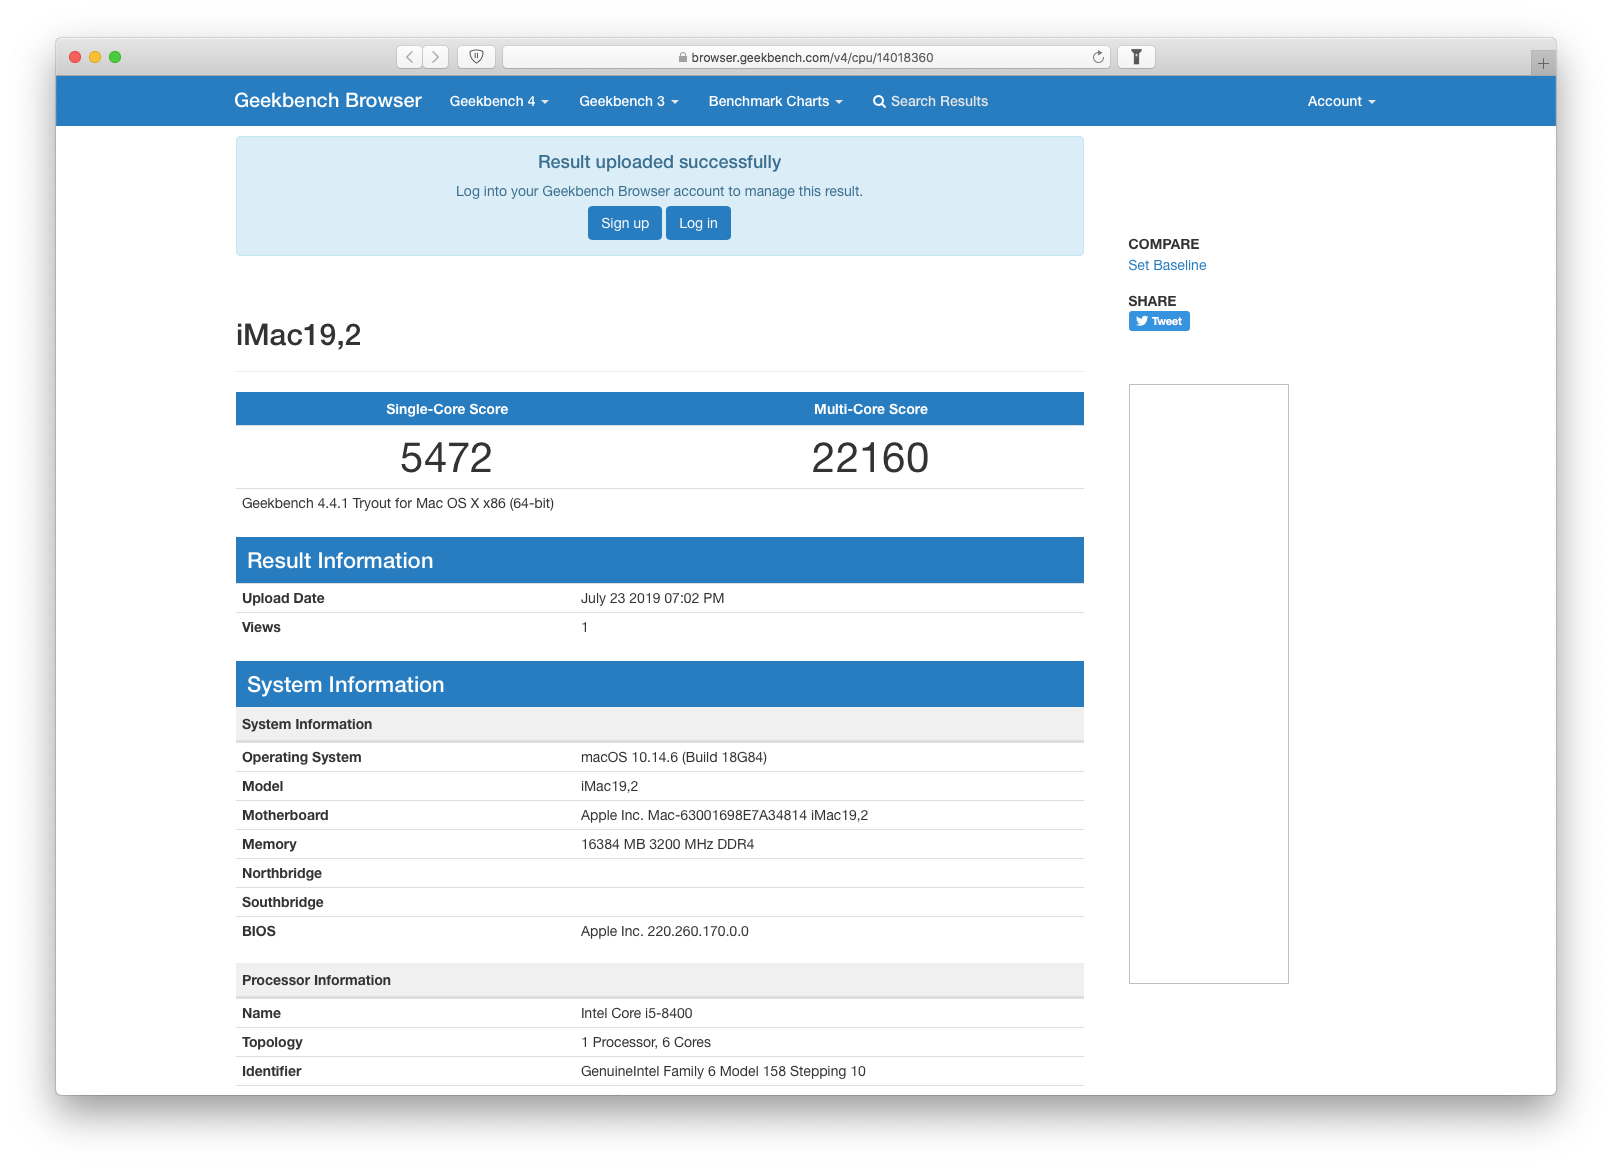 browser.geekbench.com/v4/cpu/14018360
Geekbench Browser Geekbench 4 Geekbench 3 Benchmark Charts Search Results Account
Result uploaded successfully
Log into your Geekbench Browser account to manage this result.
Sign up Log in
COMPARE
Set Baseline
SHARE
Tweet
iMac19,2
Single-Core Score Multi-Core Score
5472 22160
Geekbench 4.4.1 Tryout for Mac OS X x86 (64-bit)
Result Information
Upload Date July 23 2019 07:02 PM
Views 1
System Information
System Information
Operating System macOS 10.14.6 (Build 18G84)
Model iMac19,2
Motherboard Apple Inc. Mac-63001698E7A34814 iMac19,2
Memory 16384 MB 3200 MHz DDR4
Northbridge
Southbridge
BIOS Apple Inc. 220.260.170.0.0
Processor Information
Name Intel Core i5-8400
Topology 1 Processor, 6 Cores
Identifier GenuineIntel Family 6 Model 158 Stepping 10